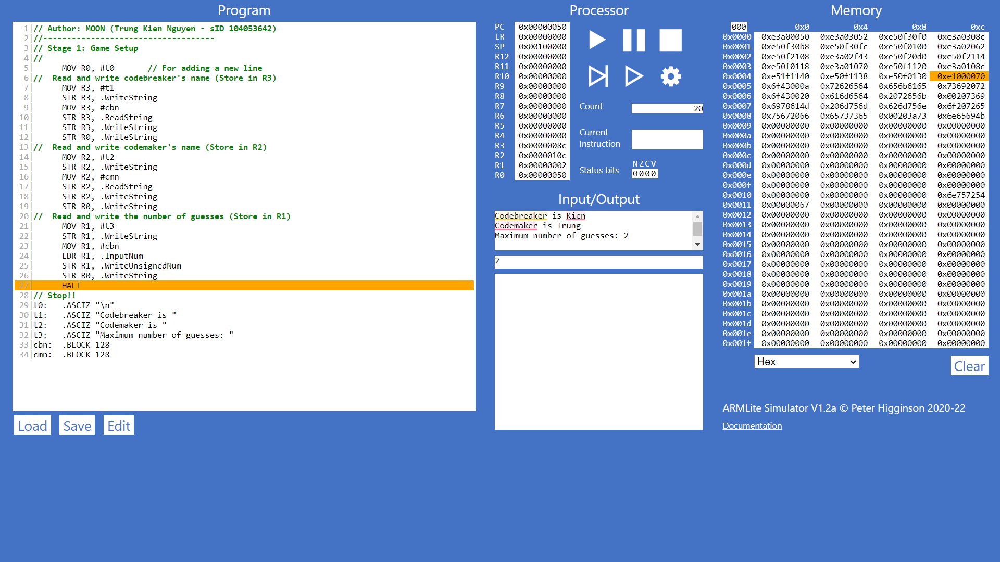 Program
1|// Author: MOON (Trung Kien Nguyen - sID 104053642)
2|//------------------------------------
3|// Stage 1: Game Setup
4|//
5|      MOV R0, #t0       // For adding a new line
6|//  Read and write codebreaker's name (Store in R3)
7|      MOV R3, #t1
8|      STR R3, .WriteString
9|      MOV R3, #cbn
10|      STR R3, .ReadString
11|      STR R3, .WriteString
12|      STR R0, .WriteString
13|//  Read and write codemaker's name (Store in R2)
14|      MOV R2, #t2
15|      STR R2, .WriteString
16|      MOV R2, #cmn
17|      STR R2, .ReadString
18|      STR R2, .WriteString
19|      STR R0, .WriteString
20|//  Read and write the number of guesses (Store in R1)
21|      MOV R1, #t3
22|      STR R1, .WriteString
23|      MOV R1, #cbn
24|      LDR R1, .InputNum
25|      STR R1, .WriteUnsignedNum
26|      STR R0, .WriteString
27|      HALT
28|// Stop!!
29|t0:   .ASCIZ "\n"
30|t1:   .ASCIZ "Codebreaker is "
31|t2:   .ASCIZ "Codemaker is "
32|t3:   .ASCIZ "Maximum number of guesses: "
33|cbn:  .BLOCK 128
34|cmn:  .BLOCK 128
Load Save Edit
Processor
PC 0x00000050
LR 0x00000000
SP 0x00100000
R12 0x00000000
R11 0x00000000
R10 0x00000000
R9 0x00000000
R8 0x00000000
R7 0x00000000
R6 0x00000000
R5 0x00000000
R4 0x00000000
R3 0x0000008c
R2 0x0000010c
R1 0x00000002
R0 0x00000050
Count 20
Current
Instruction
NZCV
Status bits 0000
Input/Output
Codebreaker is Kien
Codemaker is Trung
Maximum number of guesses: 2
2
Memory
000 0x0 0x4 0x8 0xc
0x0000 0xe3a00050 0xe3a03052 0xe50f30f0 0xe3a0308c
0x0001 0xe50f30b8 0xe50f30fc 0xe50f0100 0xe3a02062
0x0002 0xe50f2108 0xe3a02f43 0xe50f20d0 0xe50f2114
0x0003 0xe50f0118 0xe3a01070 0xe50f1120 0xe3a0108c
0x0004 0xe51f1140 0xe50f1138 0xe50f0130 0xe1000070
0x0005 0x6f43000a 0x72626564 0x656b6165 0x73692072
0x0006 0x6f430020 0x616d6564 0x2072656b 0x00207369
0x0007 0x6978614d 0x206d756d 0x626d756e 0x6f207265
0x0008 0x75672066 0x65737365 0x00203a73 0x6e65694b
0x0009 0x00000000 0x00000000 0x00000000 0x00000000
0x000a 0x00000000 0x00000000 0x00000000 0x00000000
0x000b 0x00000000 0x00000000 0x00000000 0x00000000
0x000c 0x00000000 0x00000000 0x00000000 0x00000000
0x000d 0x00000000 0x00000000 0x00000000 0x00000000
0x000e 0x00000000 0x00000000 0x00000000 0x00000000
0x000f 0x00000000 0x00000000 0x00000000 0x00000000
0x0010 0x00000000 0x00000000 0x00000000 0x6e757254
0x0011 0x00000067 0x00000000 0x00000000 0x00000000
0x0012 0x00000000 0x00000000 0x00000000 0x00000000
0x0013 0x00000000 0x00000000 0x00000000 0x00000000
0x0014 0x00000000 0x00000000 0x00000000 0x00000000
0x0015 0x00000000 0x00000000 0x00000000 0x00000000
0x0016 0x00000000 0x00000000 0x00000000 0x00000000
0x0017 0x00000000 0x00000000 0x00000000 0x00000000
0x0018 0x00000000 0x00000000 0x00000000 0x00000000
0x0019 0x00000000 0x00000000 0x00000000 0x00000000
0x001a 0x00000000 0x00000000 0x00000000 0x00000000
0x001b 0x00000000 0x00000000 0x00000000 0x00000000
0x001c 0x00000000 0x00000000 0x00000000 0x00000000
0x001d 0x00000000 0x00000000 0x00000000 0x00000000
0x001e 0x00000000 0x00000000 0x00000000 0x00000000
0x001f 0x00000000 0x00000000 0x00000000 0x00000000
Hex Clear
ARMLite Simulator V1.2a © Peter Higginson 2020-22
Documentation